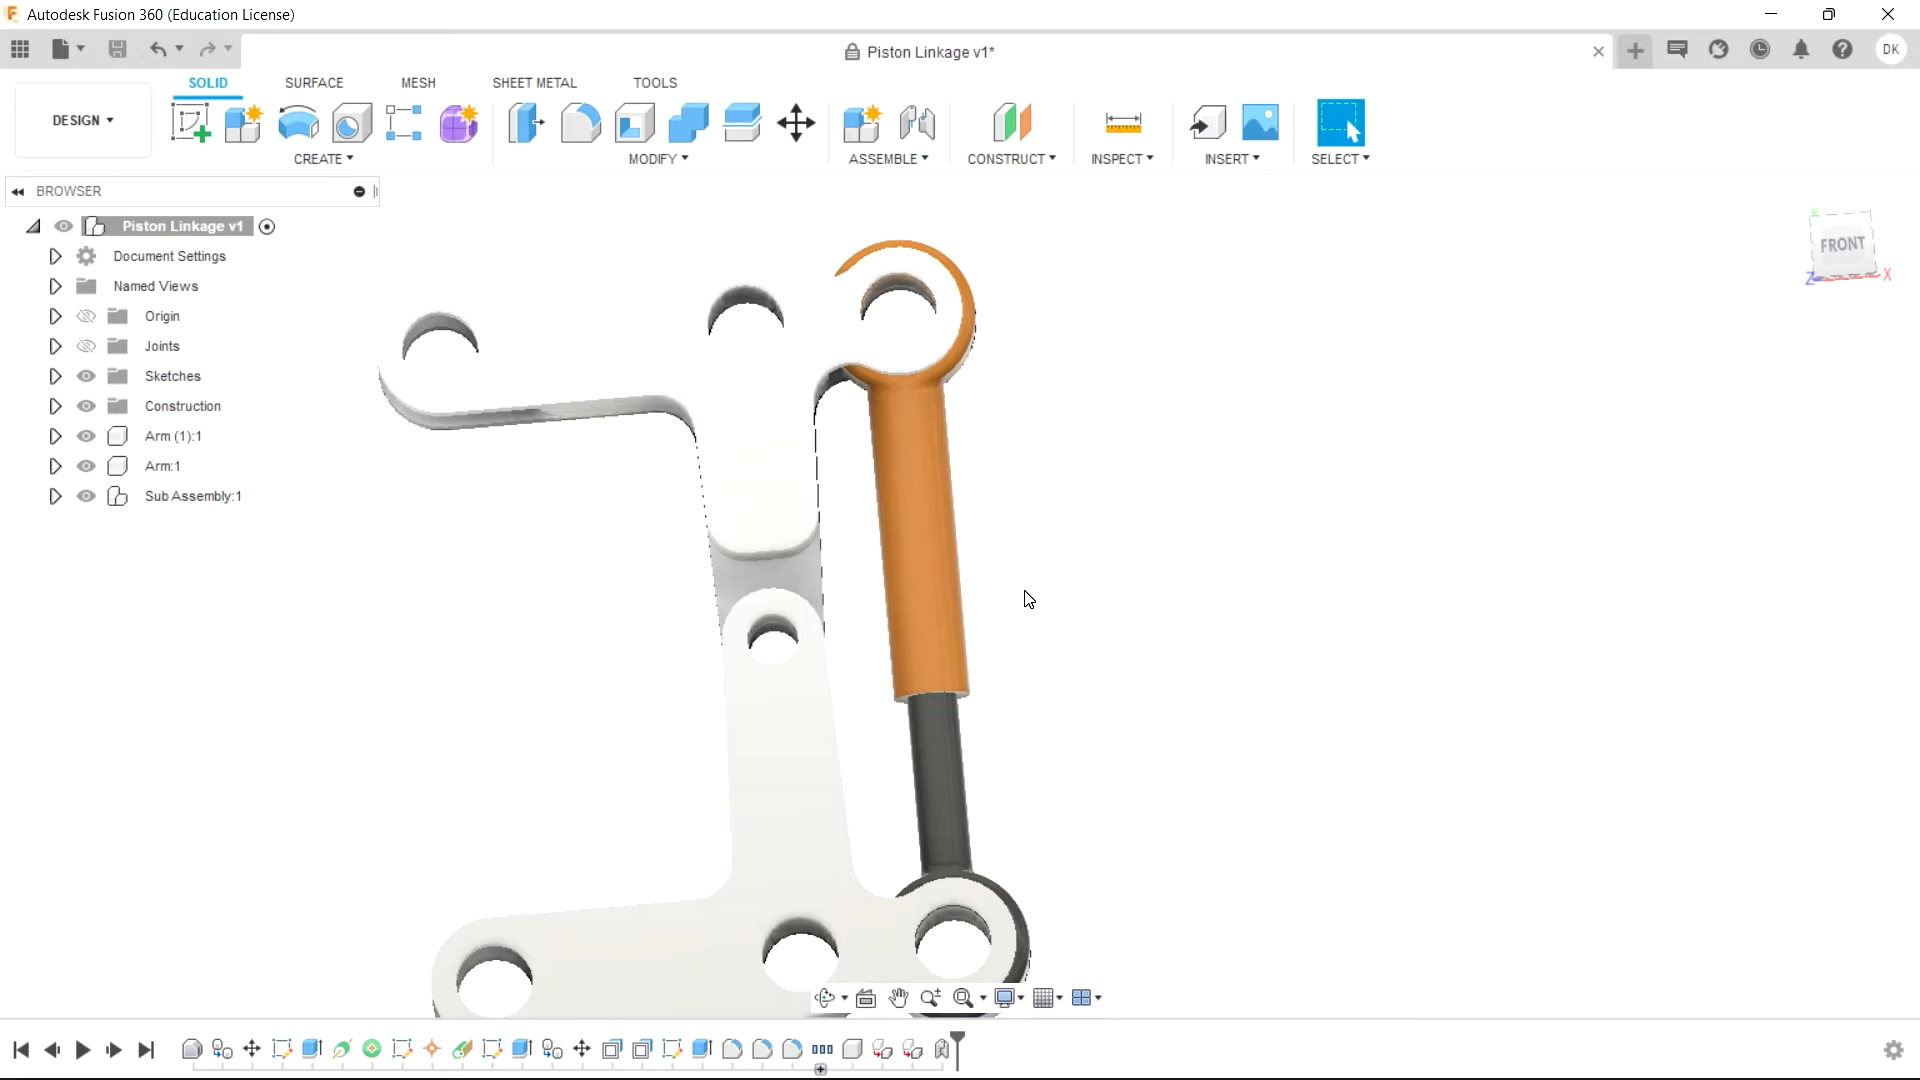 Autodesk Fusion 360 (Education License)
Piston Linkage v1*
DK
SOLID
SURFACE
MESH
SHEET METAL
TOOLS
DESIGN
CREATE
MODIFY
ASSEMBLE
CONSTRUCT
INSPECT
INSERT
SELECT
BROWSER
Piston Linkage v1
Document Settings
Named Views
Origin
Joints
Sketches
Construction
Arm (1):1
Arm:1
Sub Assembly:1
Y
FRONT
Z
X